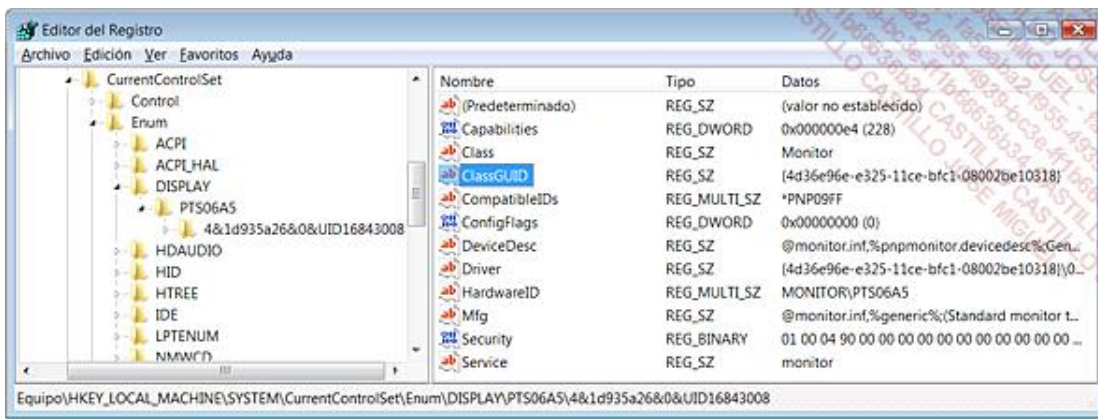 Editor del Registro
Archivo Edición Ver Favoritos Ayuda
CurrentControlSet
Control
Enum
ACPI
ACPI_HAL
DISPLAY
PTS06A5
4&1d935a26&0&UID16843008
HDAUDIO
HID
HTREE
IDE
LPTENUM
NMWCD
Nombre Tipo Datos
(Predeterminado) REG_SZ (valor no establecido)
Capabilities REG_DWORD 0x000000e4 (228)
Class REG_SZ Monitor
ClassGUID REG_SZ {4d36e96e-e325-11ce-bfc1-08002be10318}
CompatibleIDs REG_MULTI_SZ *PNP09FF
ConfigFlags REG_DWORD 0x00000000 (0)
DeviceDesc REG_SZ @monitor.inf,%pnpmonitor.devicedesc%;Gen...
Driver REG_SZ {4d36e96e-e325-11ce-bfc1-08002be10318}\0...
HardwareID REG_MULTI_SZ MONITOR\PTS06A5
Mfg REG_SZ @monitor.inf,%generic%;(Standard monitor t...
Security REG_BINARY 01 00 04 90 00 00 00 00 00 00 00 00 00 00 00 ...
Service REG_SZ monitor
Equipo\HKEY_LOCAL_MACHINE\SYSTEM\CurrentControlSet\Enum\DISPLAY\PTS06A5\4&1d935a26&0&UID16843008